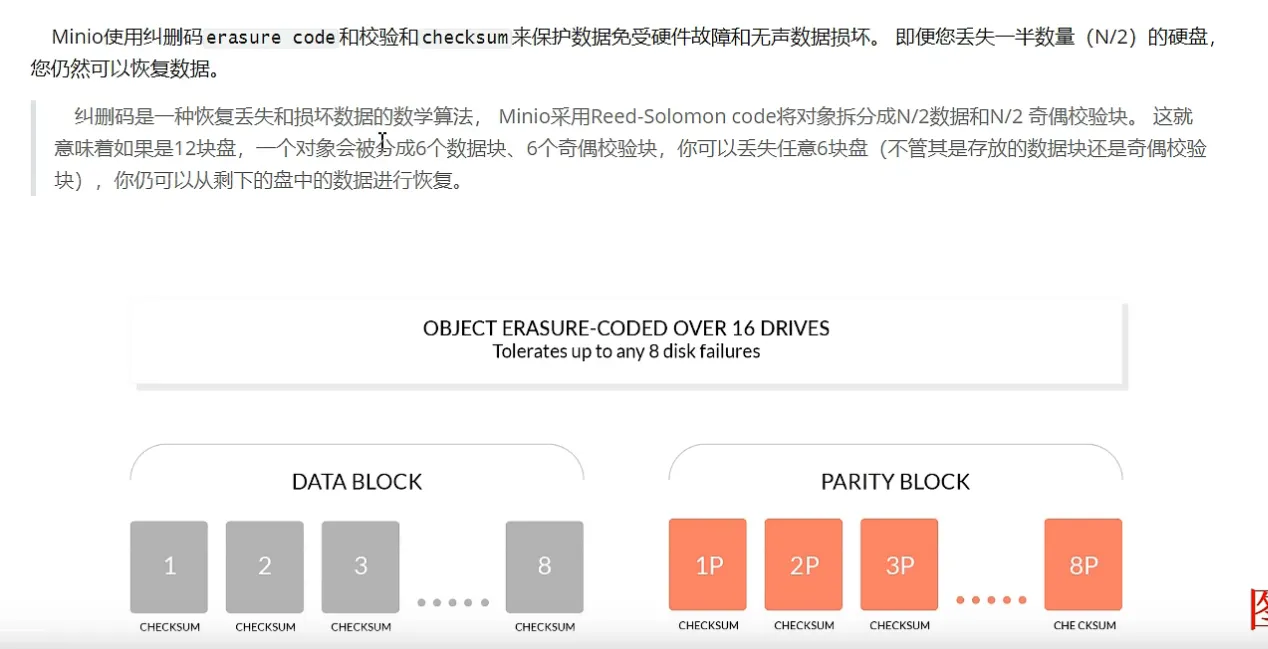 Minio使用纠删码erasure code和校验和checksum来保护数据免受硬件故障和无声数据损坏。 即便您丢失一半数量（N/2）的硬盘，
您仍然可以恢复数据。
纠删码是一种恢复丢失和损坏数据的数学算法， Minio采用Reed-Solomon code将对象拆分成N/2数据和N/2 奇偶校验块。 这就
意味着如果是12块盘，一个对象会被分成6个数据块、6个奇偶校验块，你可以丢失任意6块盘（不管其是存放的数据块还是奇偶校验
块），你仍可以从剩下的盘中的数据进行恢复。
OBJECT ERASURE-CODED OVER 16 DRIVES
Tolerates up to any 8 disk failures
DATA BLOCK
PARITY BLOCK
1 2 3 8
1P 2P 3P 8P
CHECKSUM CHECKSUM CHECKSUM CHECKSUM
CHECKSUM CHECKSUM CHECKSUM CHE CKSUM